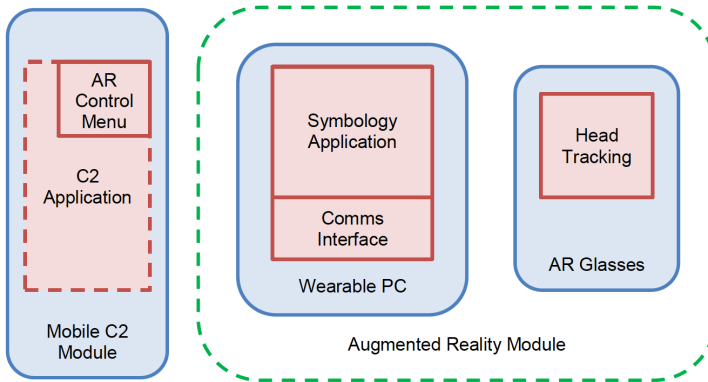 AR
Control
Menu
C2
Application
Mobile C2
Module
Symbology
Application
Comms
Interface
Wearable PC
Head
Tracking
AR Glasses
Augmented Reality Module